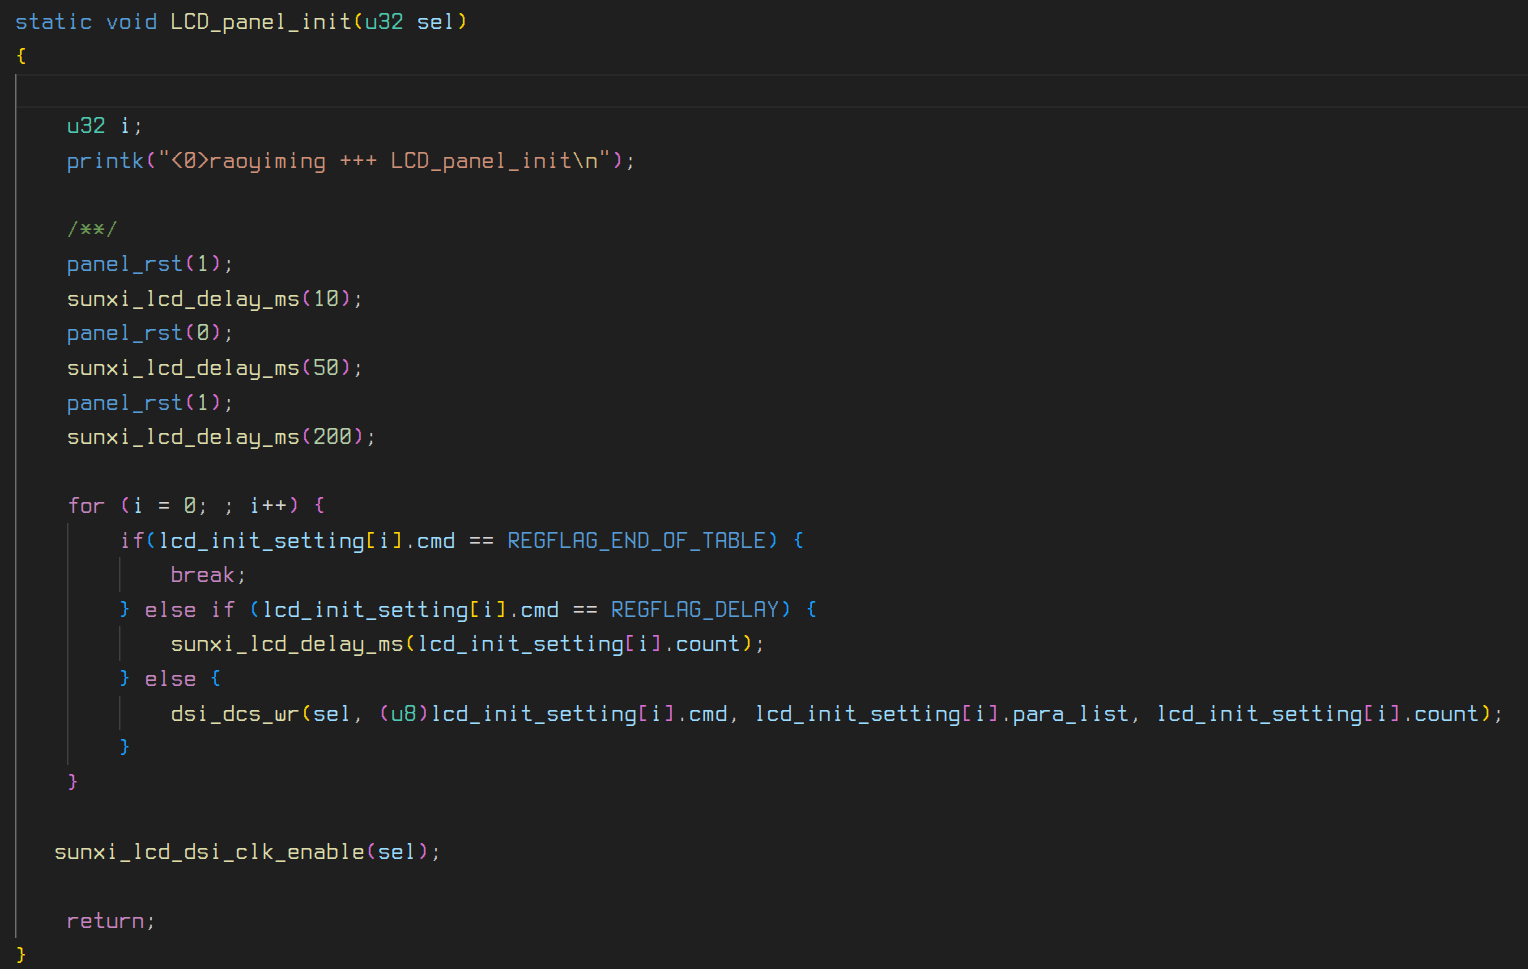 static void LCD_panel_init(u32 sel)
{
u32 i;
printk("<0>raoyiming +++ LCD_panel_init\n");
/**/
panel_rst(1);
sunxi_lcd_delay_ms(10);
panel_rst(0);
sunxi_lcd_delay_ms(50);
panel_rst(1);
sunxi_lcd_delay_ms(200);
for (i = 0; ; i++) {
if(lcd_init_setting[i].cmd == REGFLAG_END_OF_TABLE) {
break;
} else if (lcd_init_setting[i].cmd == REGFLAG_DELAY) {
sunxi_lcd_delay_ms(lcd_init_setting[i].count);
} else {
dsi_dcs_wr(sel, (u8)lcd_init_setting[i].cmd, lcd_init_setting[i].para_list, lcd_init_setting[i].count);
}
}
sunxi_lcd_dsi_clk_enable(sel);
return;
}